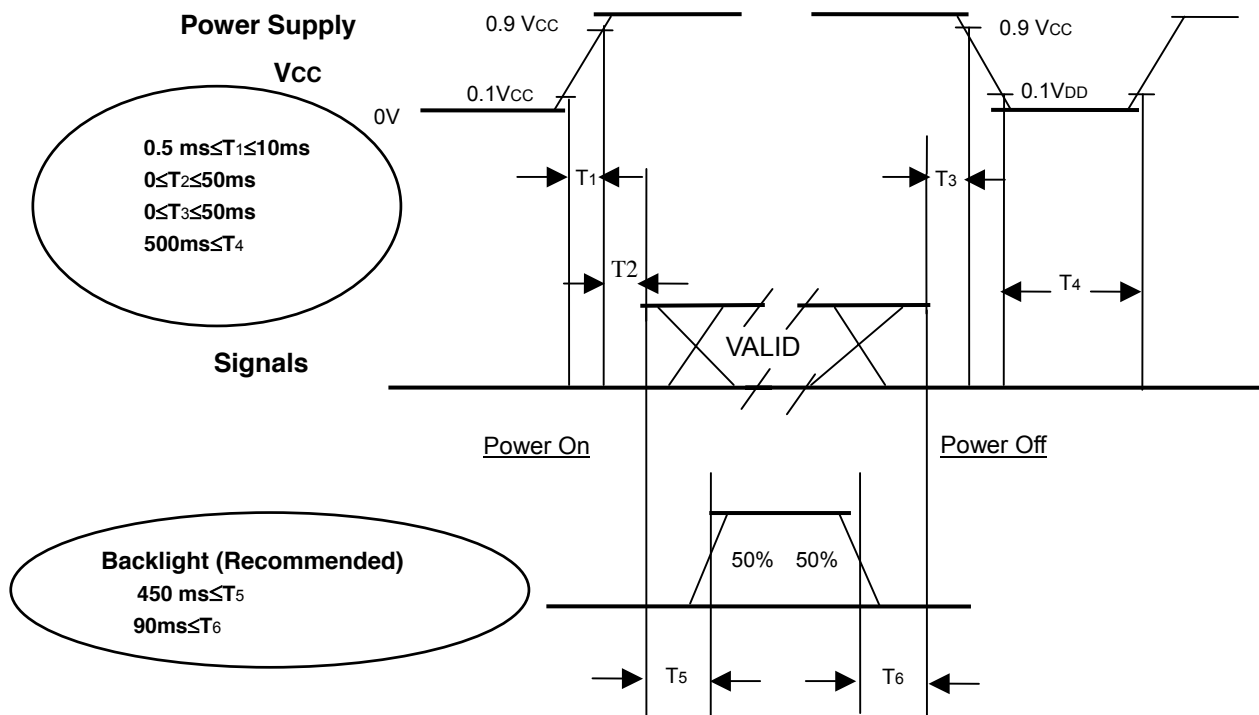 Power Supply
VCC
0.9 VCC
0.9 VCC
0.1VCC
0.1VDD
0V
0.5 ms≤T1≤10ms
0≤T2≤50ms
0≤T3≤50ms
500ms≤T4
T1
T3
T2
T4
VALID
Signals
Power On
Power Off
Backlight (Recommended)
450 ms≤T5
90ms≤T6
50%
50%
T5
T6